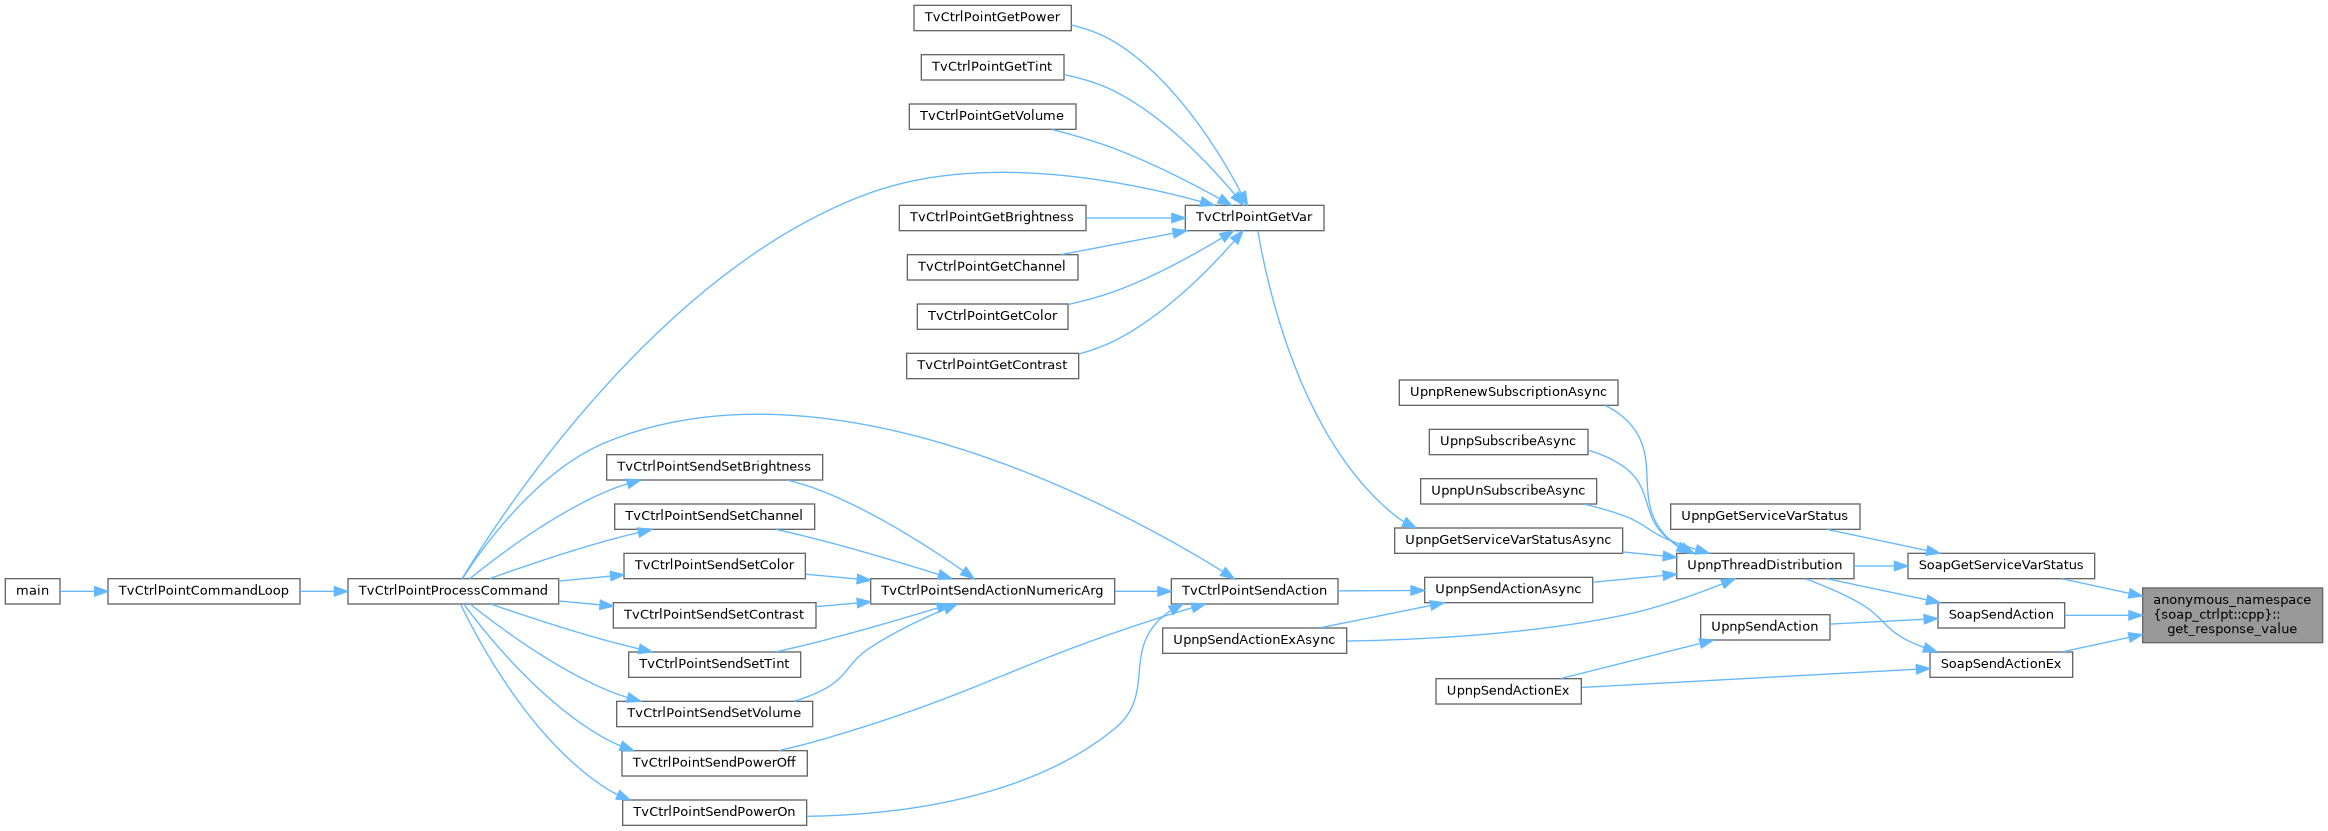 TvCtrlPointGetPower
TvCtrlPointGetTint
TvCtrlPointGetVolume
TvCtrlPointGetBrightness
TvCtrlPointGetVar
TvCtrlPointGetChannel
TvCtrlPointGetColor
TvCtrlPointGetContrast
UpnpRenewSubscriptionAsync
UpnpSubscribeAsync
TvCtrlPointSendSetBrightness
UpnpUnSubscribeAsync
TvCtrlPointSendSetChannel
UpnpGetServiceVarStatus
UpnpGetServiceVarStatusAsync
TvCtrlPointSendSetColor
UpnpThreadDistribution
SoapGetServiceVarStatus
main
TvCtrlPointCommandLoop
TvCtrlPointProcessCommand
TvCtrlPointSendActionNumericArg
TvCtrlPointSendAction
UpnpSendActionAsync
anonymous_namespace
{soap_ctrlpt::cpp}::
get_response_value
TvCtrlPointSendSetContrast
SoapSendAction
UpnpSendActionExAsync
UpnpSendAction
TvCtrlPointSendSetTint
SoapSendActionEx
UpnpSendActionEx
TvCtrlPointSendSetVolume
TvCtrlPointSendPowerOff
TvCtrlPointSendPowerOn